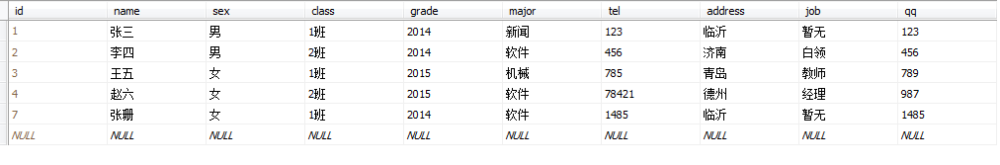 id name sex class grade major tel address job qq
1 张三 男 1班 2014 新闻 123 临沂 暂无 123
2 李四 男 2班 2014 软件 456 济南 白领 456
3 王五 女 1班 2015 机械 785 青岛 教师 789
4 赵六 女 2班 2015 软件 78421 德州 经理 987
7 张珊 女 1班 2014 软件 1485 临沂 暂无 1485
NULL NULL NULL NULL NULL NULL NULL NULL NULL NULL